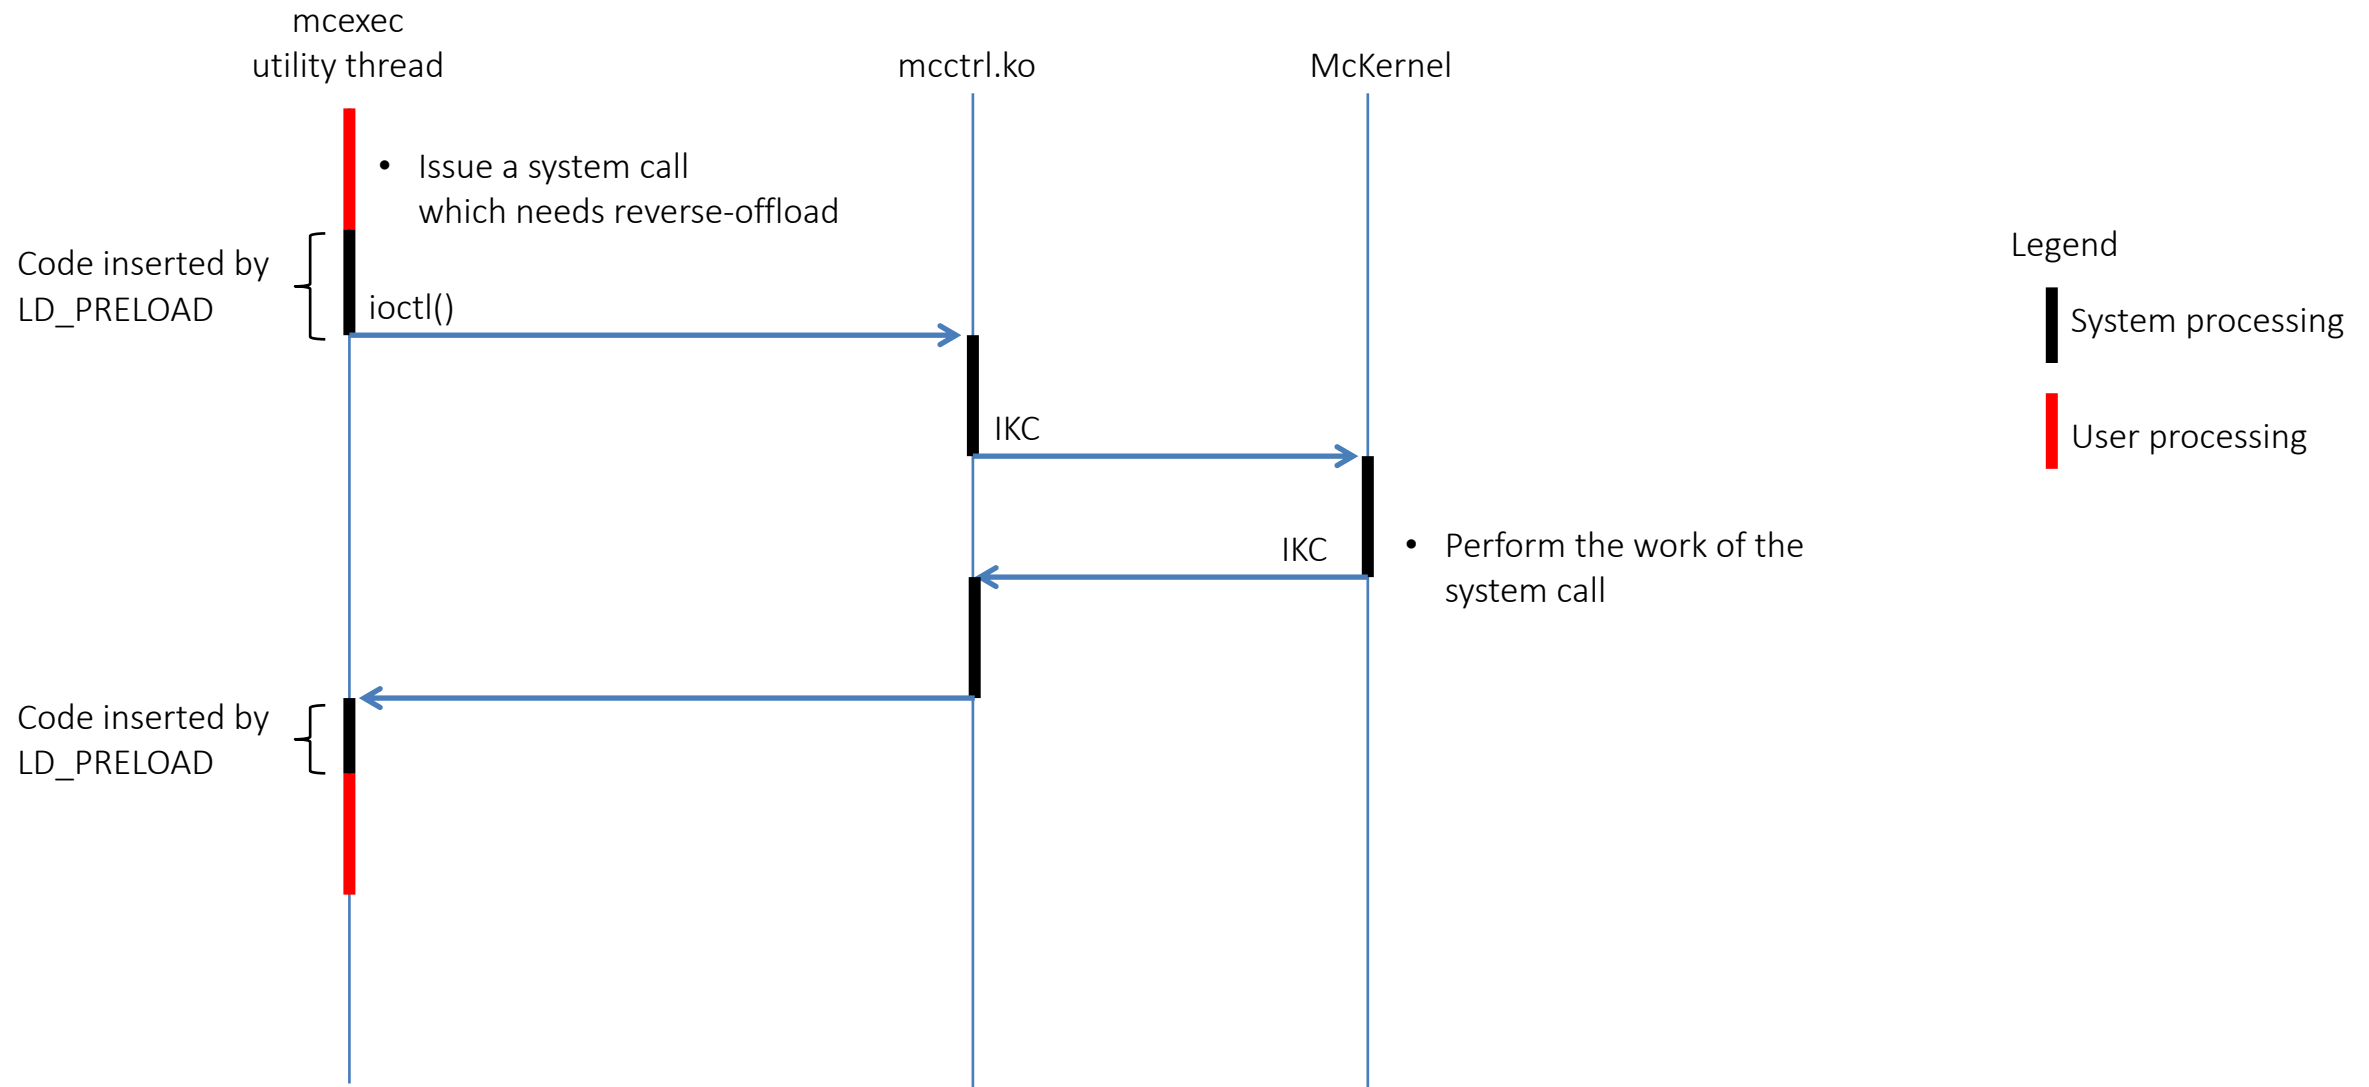 mcexec
utility thread
mcctrl.ko
McKernel
• Issue a system call
which needs reverse-offload
Code inserted by
LD_PRELOAD
ioctl()
Legend
System processing
User processing
IKC
IKC
• Perform the work of the
system call
Code inserted by
LD_PRELOAD